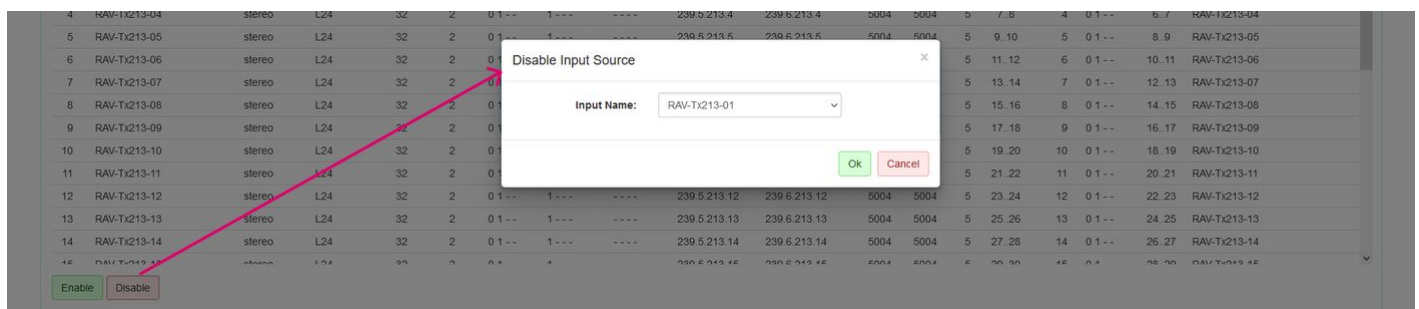 4 RAV-Tx213-04 stereo L24 32 2 0 1 - - 1 - - - - - - - 239.5.213.4 239.6.213.4 5004 5004 5 7..8 4 0 1 - - 6..7 RAV-Tx213-04
5 RAV-Tx213-05 stereo L24 32 2 0 1 - - 1 - - - - - - - 239.5.213.5 239.6.213.5 5004 5004 5 9..10 5 0 1 - - 8..9 RAV-Tx213-05
6 RAV-Tx213-06 stereo L24 32 2 0 1 5 11..12 6 0 1 - - 10..11 RAV-Tx213-06
7 RAV-Tx213-07 stereo L24 32 2 5 13..14 7 0 1 - - 12..13 RAV-Tx213-07
8 RAV-Tx213-08 stereo L24 32 2 0 1 5 15..16 8 0 1 - - 14..15 RAV-Tx213-08
9 RAV-Tx213-09 stereo L24 32 2 0 1 5 17..18 9 0 1 - - 16..17 RAV-Tx213-09
10 RAV-Tx213-10 stereo L24 32 2 0 1 5 19..20 10 0 1 - - 18..19 RAV-Tx213-10
11 RAV-Tx213-11 stereo L24 32 2 0 1 5 21..22 11 0 1 - - 20..21 RAV-Tx213-11
12 RAV-Tx213-12 stereo L24 32 2 0 1 - - 1 - - - - - - - 239.5.213.12 239.6.213.12 5004 5004 5 23..24 12 0 1 - - 22..23 RAV-Tx213-12
13 RAV-Tx213-13 stereo L24 32 2 0 1 - - 1 - - - - - - - 239.5.213.13 239.6.213.13 5004 5004 5 25..26 13 0 1 - - 24..25 RAV-Tx213-13
14 RAV-Tx213-14 stereo L24 32 2 0 1 - - 1 - - - - - - - 239.5.213.14 239.6.213.14 5004 5004 5 27..28 14 0 1 - - 26..27 RAV-Tx213-14
Disable Input Source ×
Input Name: RAV-Tx213-01
Ok Cancel
Enable Disable